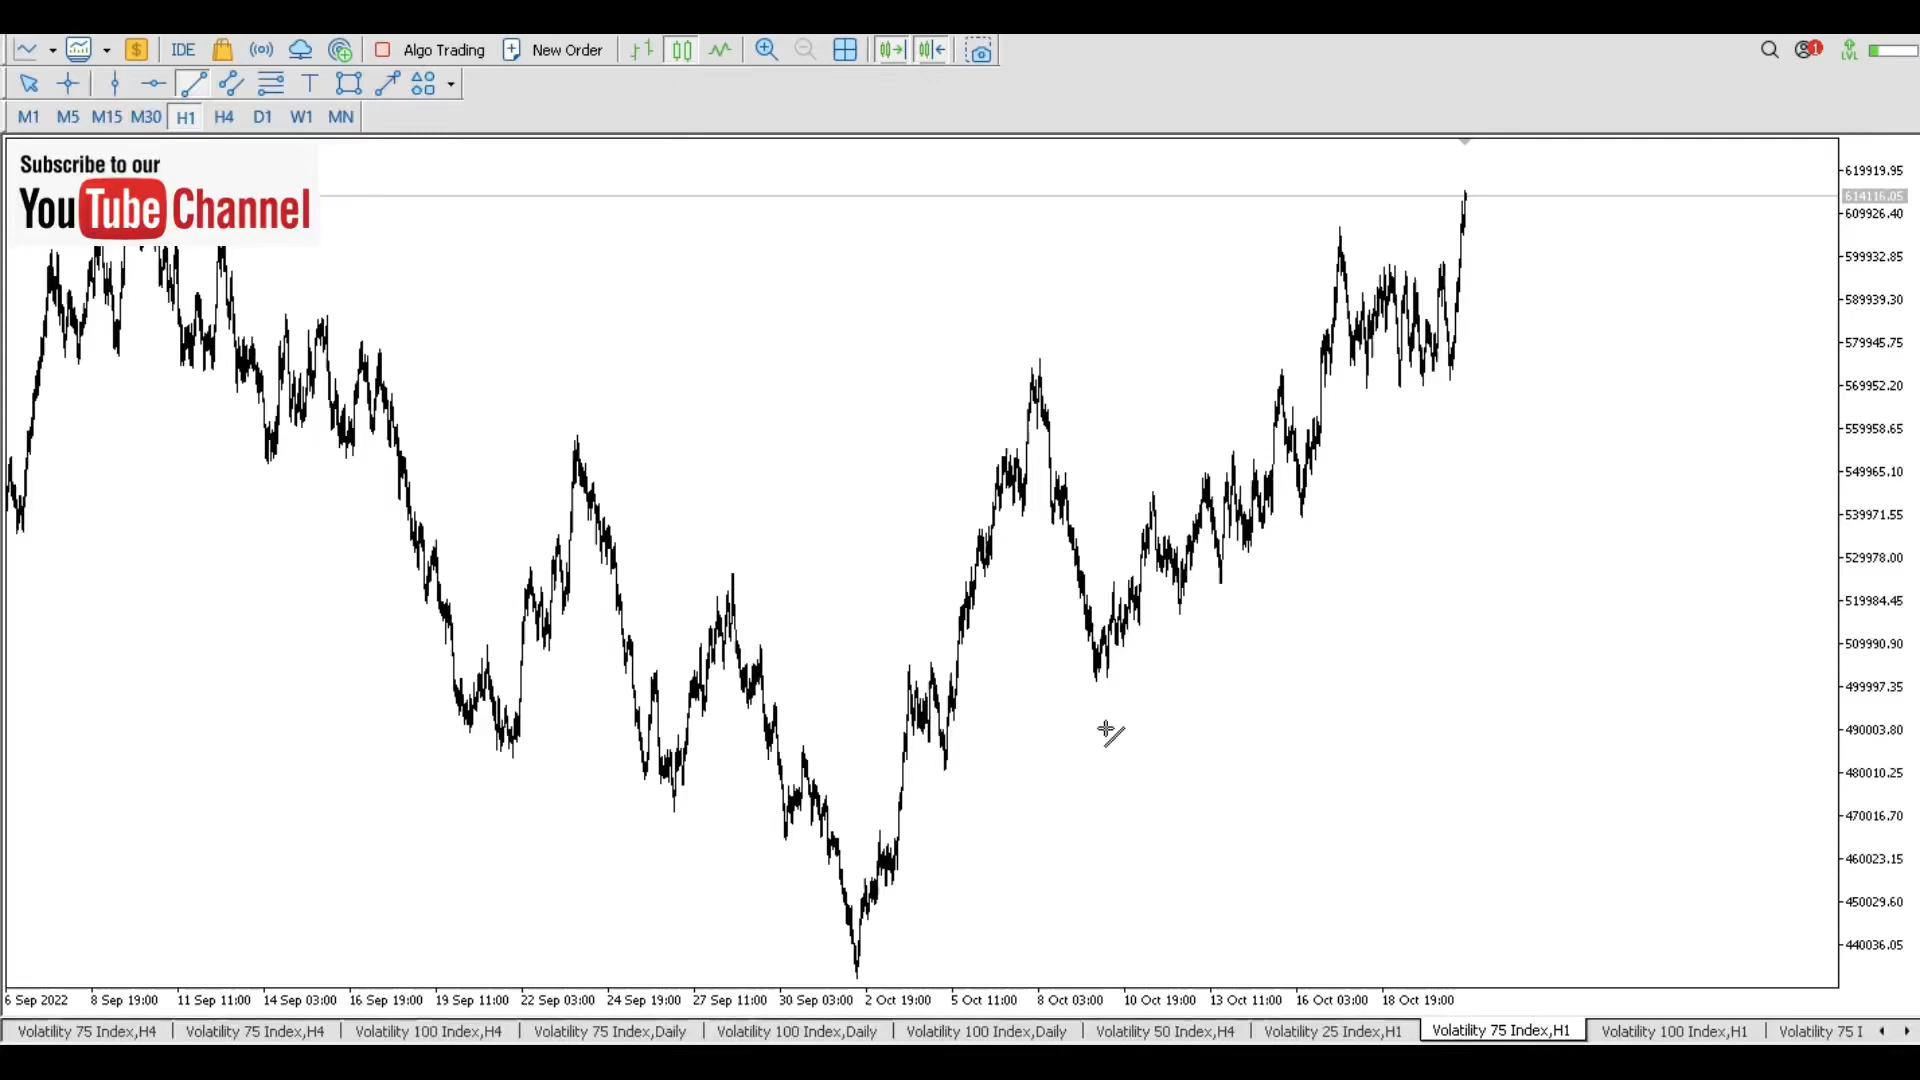 IDE Algo Trading New Order 1 LVL
T
M1 M5 M15 M30 H1 H4 D1 W1 MN
Subscribe to our
YouTube Channel
619919.95
614116.05
609926.40
599932.85
589939.30
579945.75
569952.20
559958.65
549965.10
539971.55
529978.00
519984.45
509990.90
499997.35
490003.80
480010.25
470016.70
460023.15
450029.60
440036.05
6 Sep 2022 8 Sep 19:00 11 Sep 11:00 14 Sep 03:00 16 Sep 19:00 19 Sep 11:00 22 Sep 03:00 24 Sep 19:00 27 Sep 11:00 30 Sep 03:00 2 Oct 19:00 5 Oct 11:00 8 Oct 03:00 10 Oct 19:00 13 Oct 11:00 16 Oct 03:00 18 Oct 19:00
Volatility 75 Index,H4 Volatility 75 Index,H4 Volatility 100 Index,H4 Volatility 75 Index,Daily Volatility 100 Index,Daily Volatility 100 Index,Daily Volatility 50 Index,H4 Volatility 25 Index,H1 Volatility 75 Index,H1 Volatility 100 Index,H1 Volatility 75 I